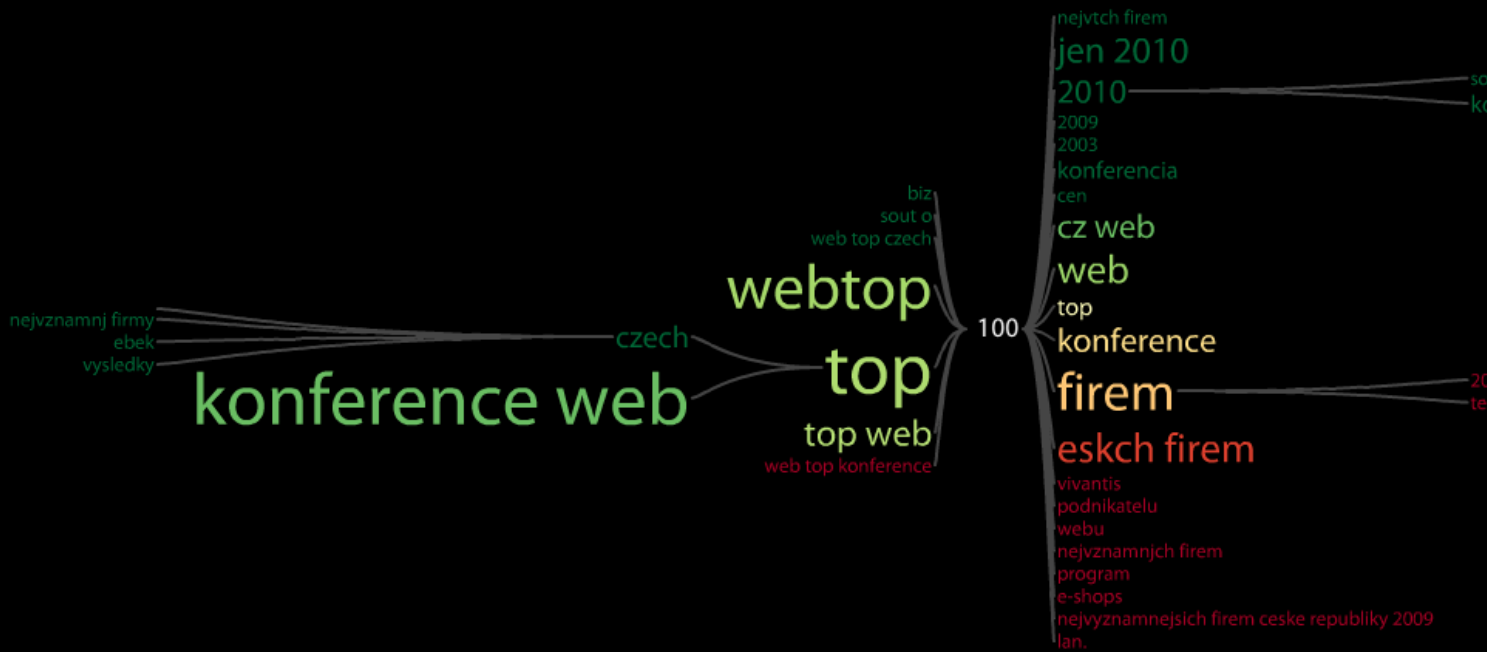 nejvznamnj firmy
ebek
vysledky
czech
konference web
biz
sout o
web top czech
webtop
top
top web
web top konference
100
nejvtch firem
jen 2010
2010
2009
2003
konferencia
cen
cz web
web
top
konference
firem
eskch firem
vivantis
podnikatelu
webu
nejvznamnjch firem
program
e-shops
nejvyznamnejsich firem ceske republiky 2009
lan.